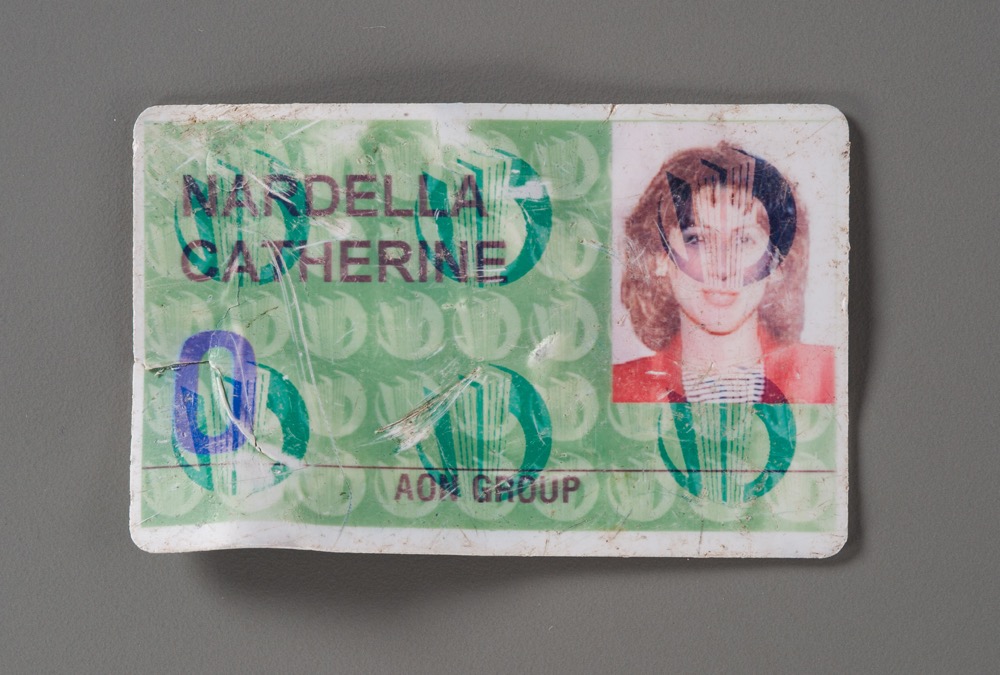 NARDELLA
CATHERINE
0
AON GROUP